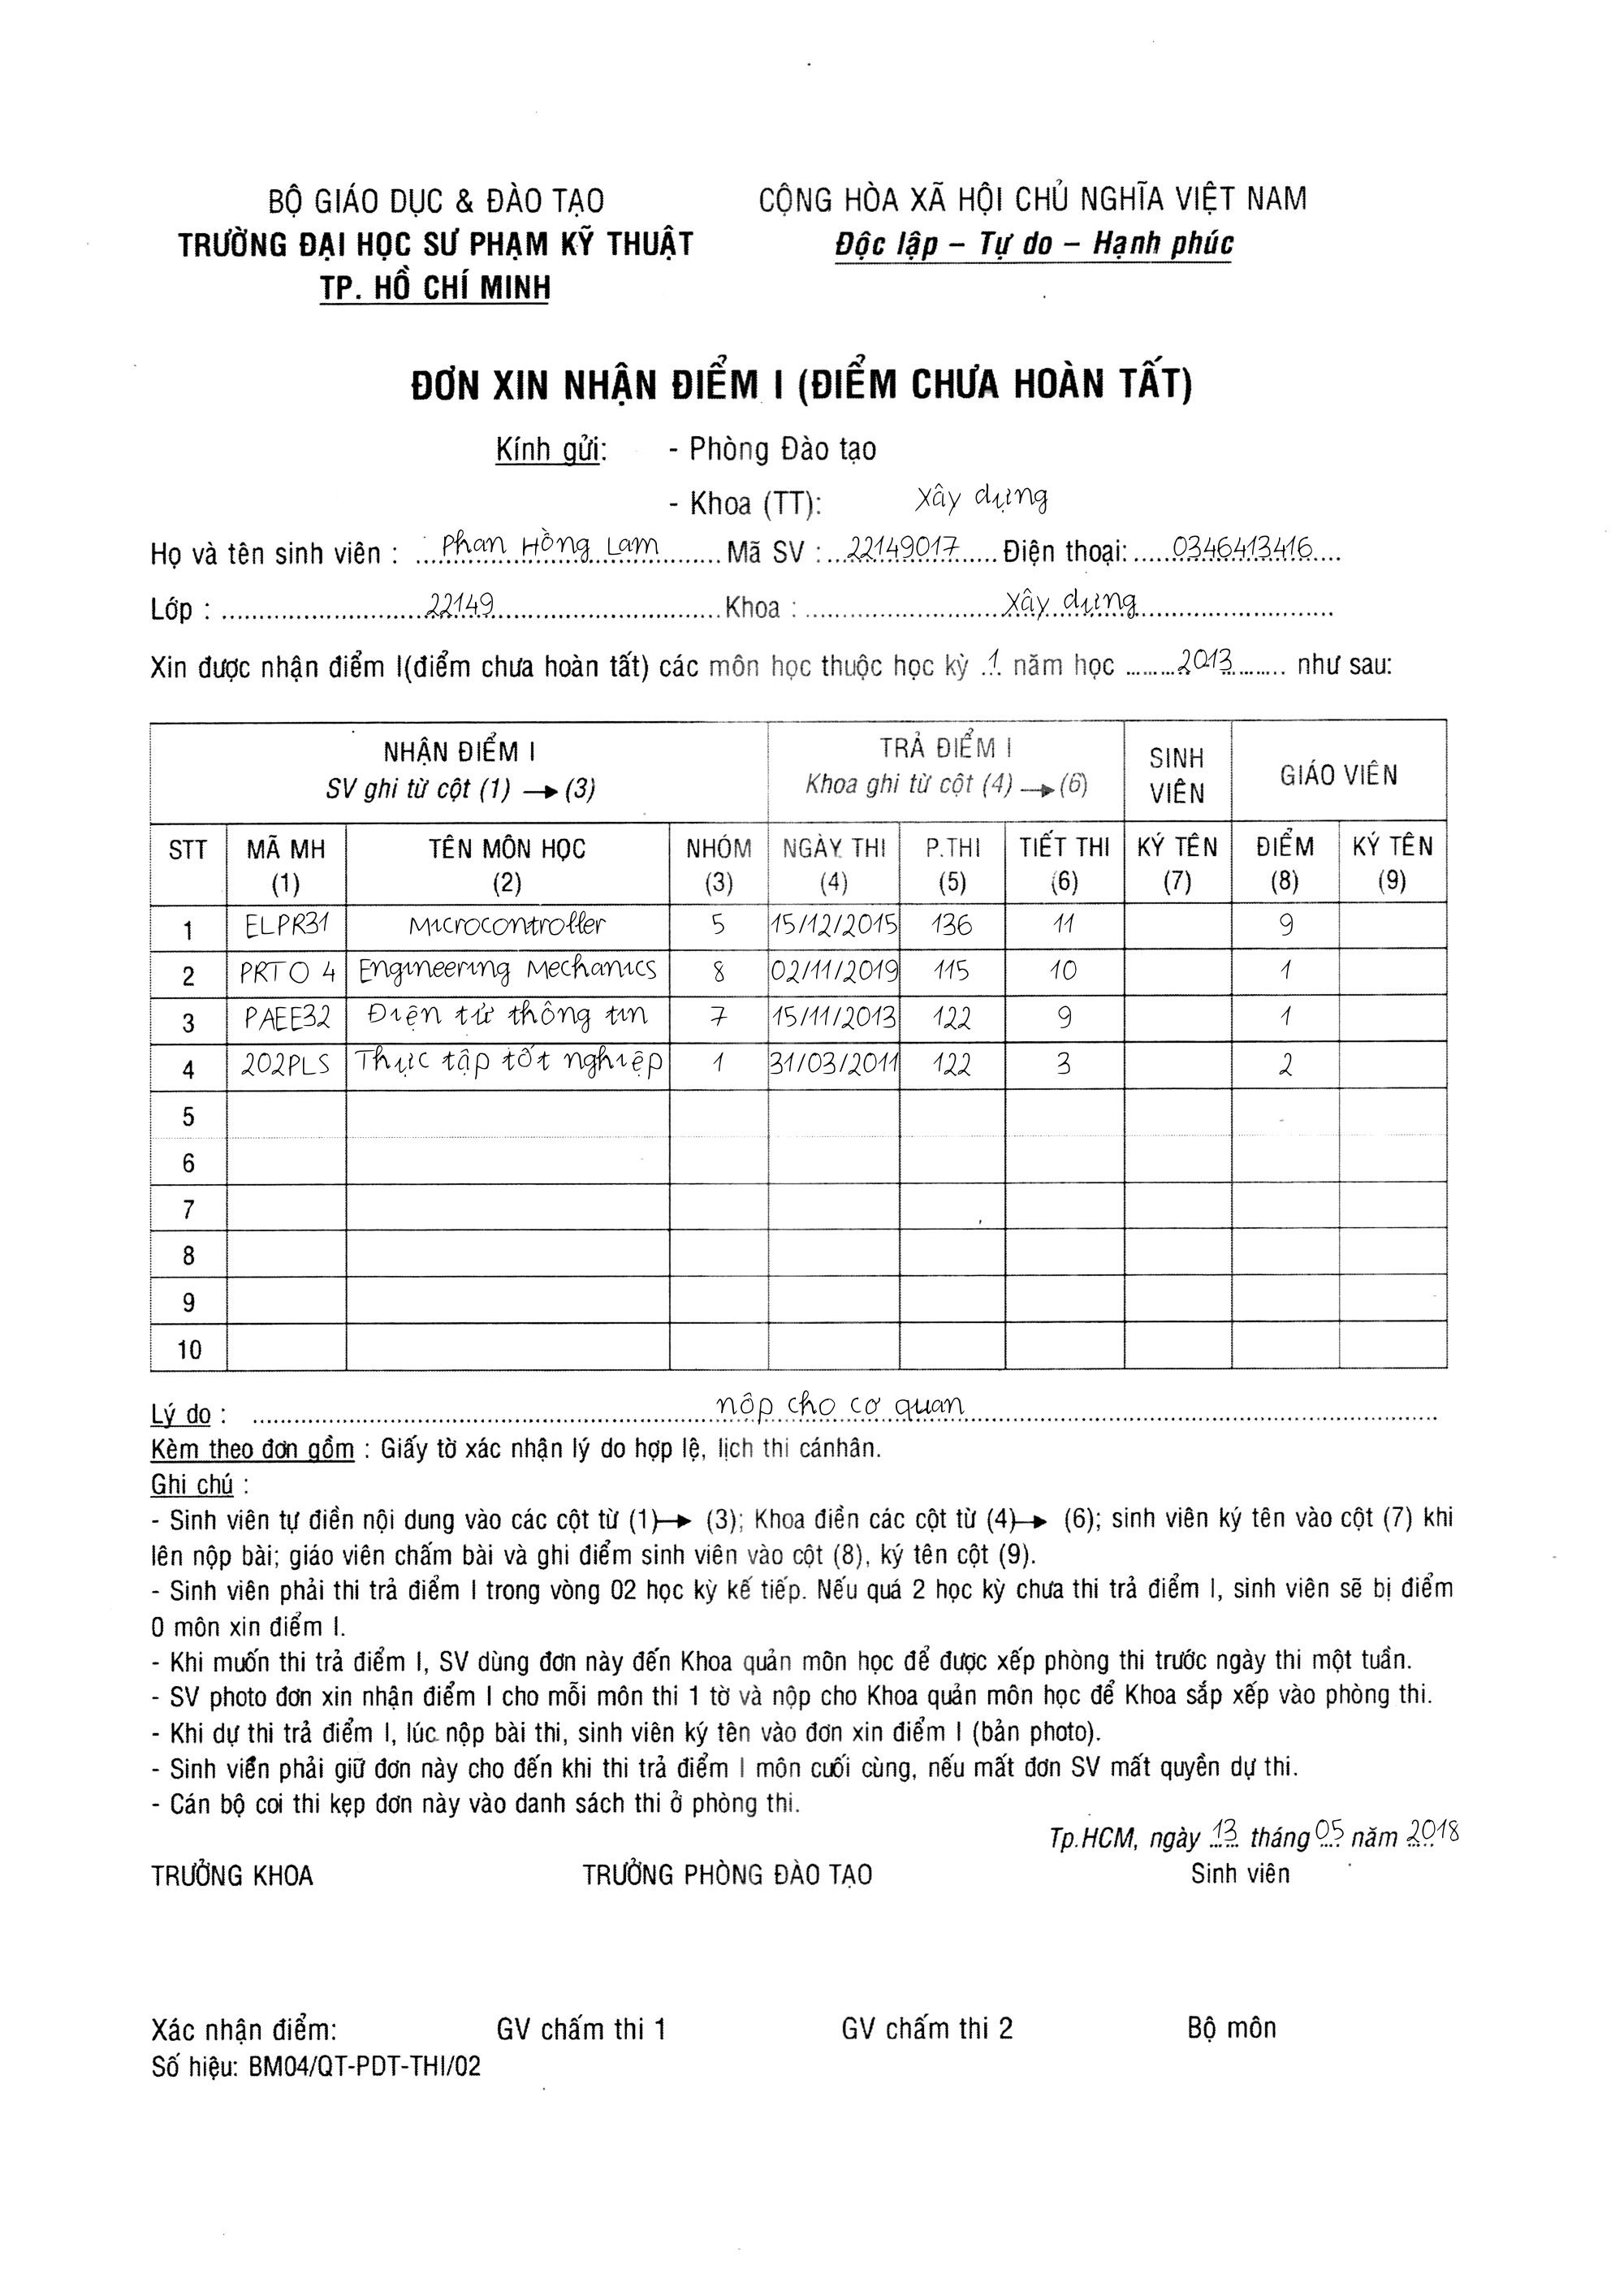 BỘ GIÁO DỤC & ĐÀO TẠO CỘNG HÒA XÃ HỘI CHỦ NGHĨA VIỆT NAM
TRƯỜNG ĐẠI HỌC SƯ PHẠM KỸ THUẬT Độc lập – Tự do – Hạnh phúc
TP. HỒ CHÍ MINH
ĐƠN XIN NHẬN ĐIỂM I (ĐIỂM CHƯA HOÀN TẤT)
Kính gửi: - Phòng Đào tạo
- Khoa (TT): Xây dựng
Họ và tên sinh viên : Phan Hồng Lam Mã SV : 22149017 Điện thoại: 0346413416
Lớp : 22149 Khoa : Xây dựng
Xin được nhận điểm I(điểm chưa hoàn tất) các môn học thuộc học kỳ 1 năm học 2013 như sau:
NHẬN ĐIỂM I TRẢ ĐIỂM I SINH VIÊN GIÁO VIÊN
SV ghi từ cột (1) → (3) Khoa ghi từ cột (4) → (6)
STT MÃ MH TÊN MÔN HỌC NHÓM NGÀY THI P.THI TIẾT THI KÝ TÊN ĐIỂM KÝ TÊN
(1) (2) (3) (4) (5) (6) (7) (8) (9)
1 ELPR31 Microcontroller 5 15/12/2015 136 11 9
2 PRTO 4 Engineering Mechanics 8 02/11/2019 115 10 1
3 PAEE32 Điện tử thông tin 7 15/11/2013 122 9 1
4 202PLS Thực tập tốt nghiệp 1 31/03/2011 122 3 2
5
6
7
8
9
10
Lý do : nộp cho cơ quan
Kèm theo đơn gồm : Giấy tờ xác nhận lý do hợp lệ, lịch thi cánhân.
Ghi chú :
- Sinh viên tự điền nội dung vào các cột từ (1)→ (3); Khoa điền các cột từ (4)→ (6); sinh viên ký tên vào cột (7) khi
lên nộp bài; giáo viên chấm bài và ghi điểm sinh viên vào cột (8), ký tên cột (9).
- Sinh viên phải thi trả điểm I trong vòng 02 học kỳ kế tiếp. Nếu quá 2 học kỳ chưa thi trả điểm I, sinh viên sẽ bị điểm
0 môn xin điểm I.
- Khi muốn thi trả điểm I, SV dùng đơn này đến Khoa quản môn học để được xếp phòng thi trước ngày thi một tuần.
- SV photo đơn xin nhận điểm I cho mỗi môn thi 1 tờ và nộp cho Khoa quản môn học để Khoa sắp xếp vào phòng thi.
- Khi dự thi trả điểm I, lúc nộp bài thi, sinh viên ký tên vào đơn xin điểm I (bản photo).
- Sinh viển phải giữ đơn này cho đến khi thi trả điểm I môn cuối cùng, nếu mất đơn SV mất quyền dự thi.
- Cán bộ coi thi kẹp đơn này vào danh sách thi ở phòng thi.
Tp.HCM, ngày 13 tháng 05 năm 2018
TRƯỞNG KHOA TRƯỞNG PHÒNG ĐÀO TẠO Sinh viên
Xác nhận điểm: GV chấm thi 1 GV chấm thi 2 Bộ môn
Số hiệu: BM04/QT-PDT-THI/02